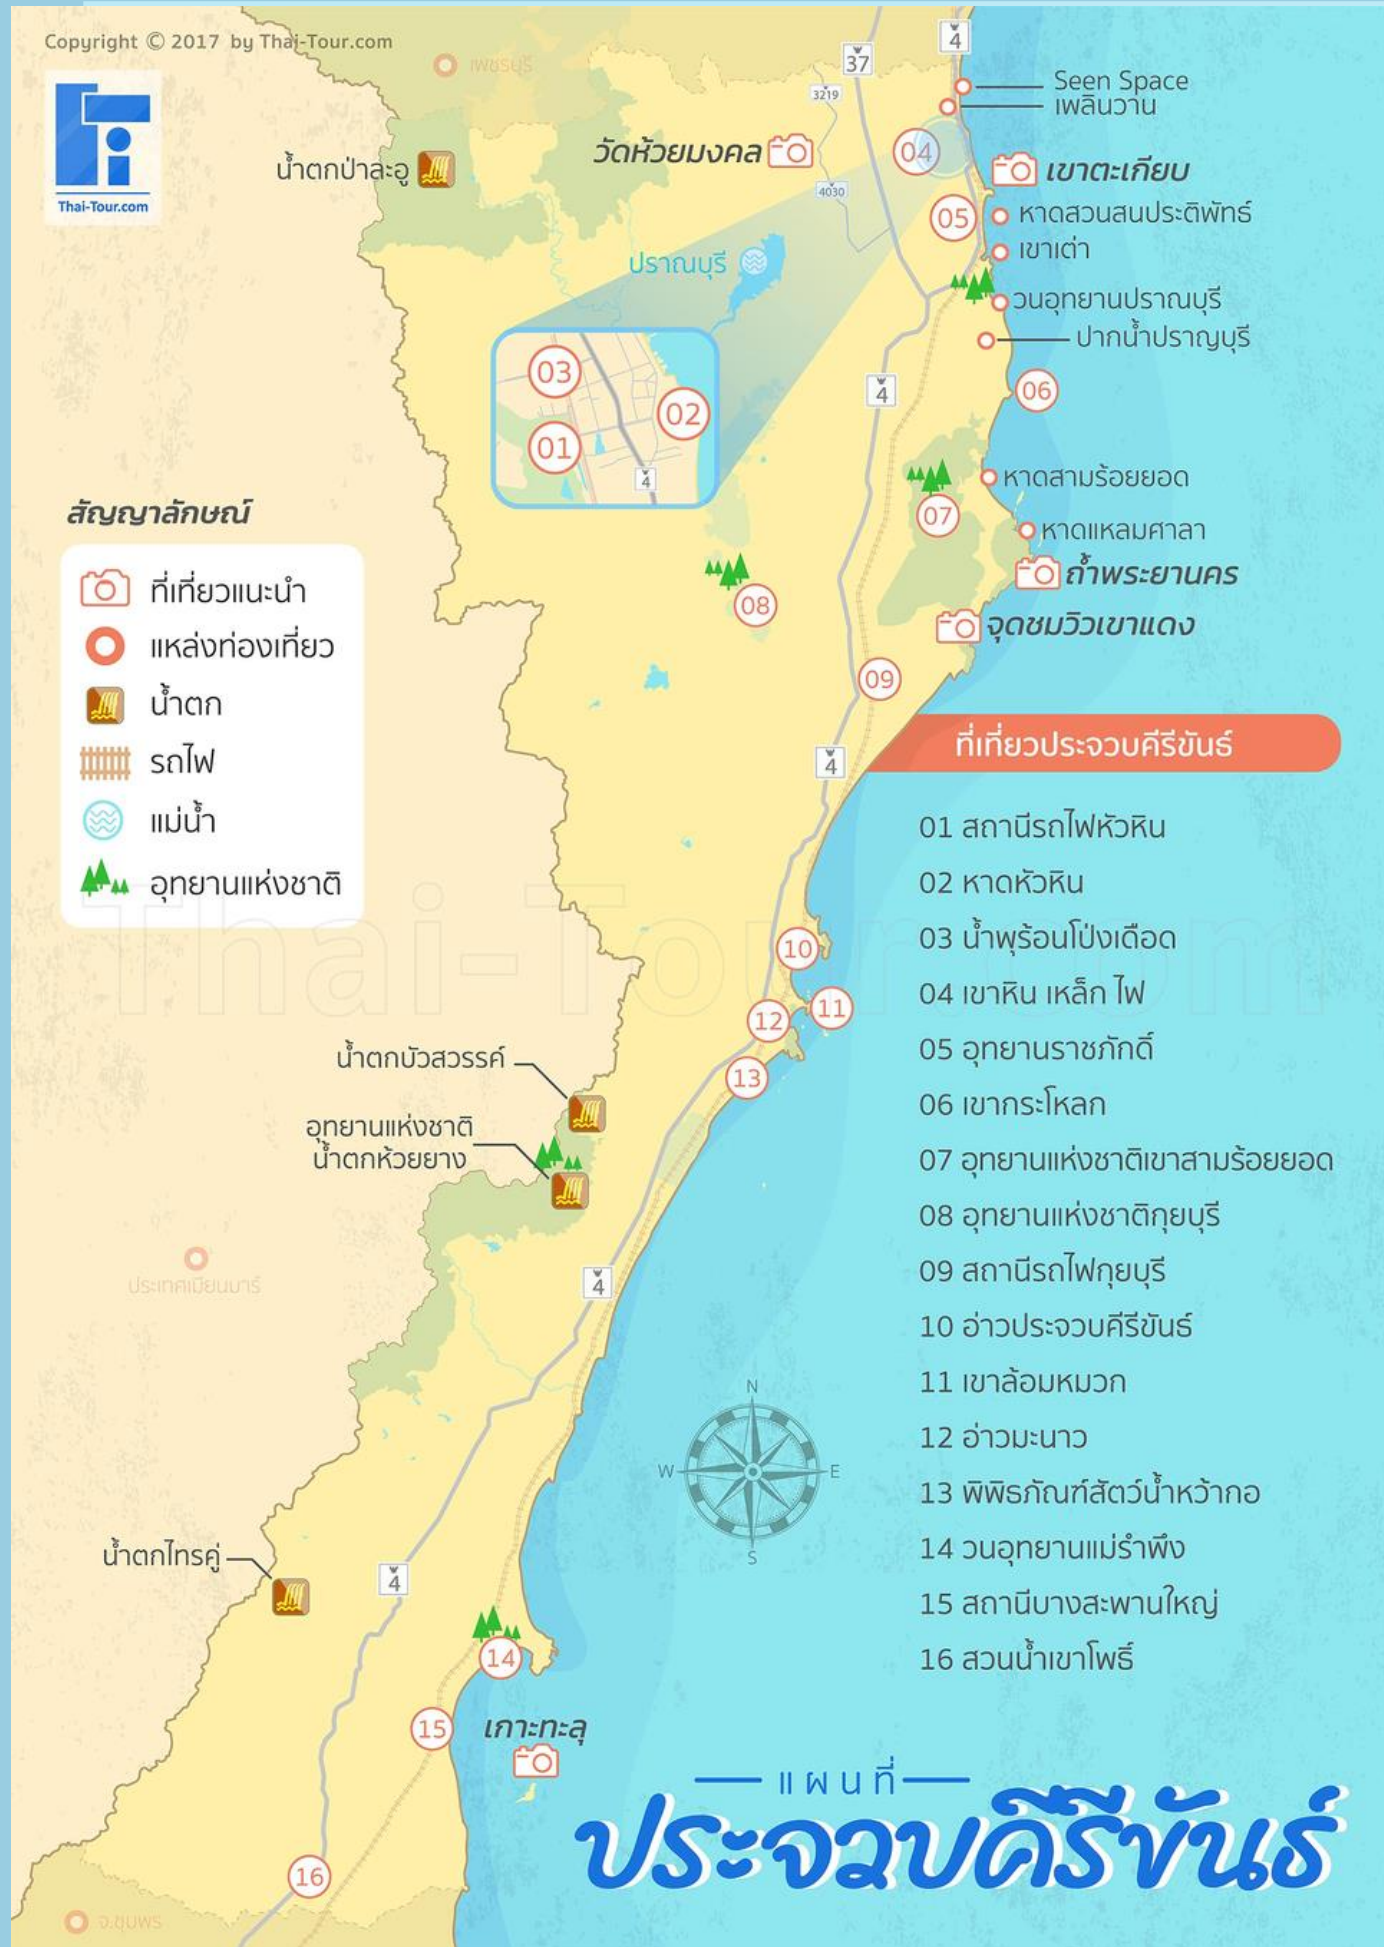 Copyright © 2017 by Thai-Tour.com
Thai-Tour.com
เพชรบุรี
37
4
3219
Seen Space
เพลินวาน
น้ำตกป่าละอู
วัดห้วยมงคล
04
เขาตะเกียบ
4030
05
หาดสวนสนประดิพัทธ์
เขาเต่า
ปราณบุรี
วนอุทยานปราณบุรี
ปากน้ำปราญบุรี
03
02
01
4
4
06
หาดสามร้อยยอด
07
หาดแหลมศาลา
ถ้ำพระยานคร
08
จุดชมวิวเขาแดง
09
4
สัญญาลักษณ์
ที่เที่ยวแนะนำ
แหล่งท่องเที่ยว
น้ำตก
รถไฟ
แม่น้ำ
อุทยานแห่งชาติ
ที่เที่ยวประจวบคีรีขันธ์
01 สถานีรถไฟหัวหิน
02 หาดหัวหิน
03 น้ำพุร้อนโป่งเดือด
04 เขาหิน เหล็ก ไฟ
05 อุทยานราชภักดิ์
06 เขากระโหลก
07 อุทยานแห่งชาติเขาสามร้อยยอด
08 อุทยานแห่งชาติกุยบุรี
09 สถานีรถไฟกุยบุรี
10 อ่าวประจวบคีรีขันธ์
11 เขาล้อมหมวก
12 อ่าวมะนาว
13 พิพิธภัณฑ์สัตว์น้ำหว้ากอ
14 วนอุทยานแม่รำพึง
15 สถานีบางสะพานใหญ่
16 สวนน้ำเขาโพธิ์
Thai-Tour.com
10
11
12
13
น้ำตกบัวสวรรค์
อุทยานแห่งชาติ
น้ำตกห้วยยาง
ประเทศเมียนมาร์
4
N
W
E
S
น้ำตกไทรคู่
4
14
15
เกาะทะลุ
16
จ.ชุมพร
แผนที่
ประจวบคีรีขันธ์